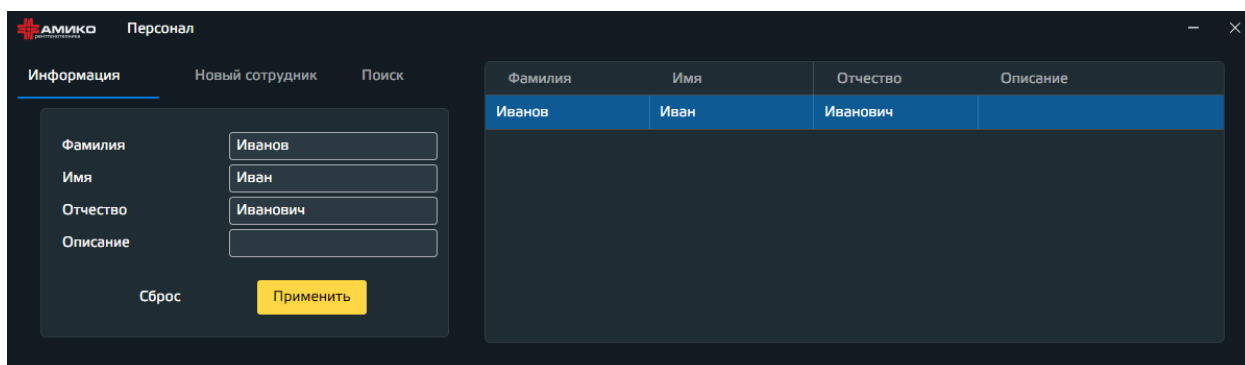 АМИКО
рентгенотехника
Персонал
Информация Новый сотрудник Поиск
Фамилия Иванов
Имя Иван
Отчество Иванович
Описание
Сброс Применить
Фамилия Имя Отчество Описание
Иванов Иван Иванович